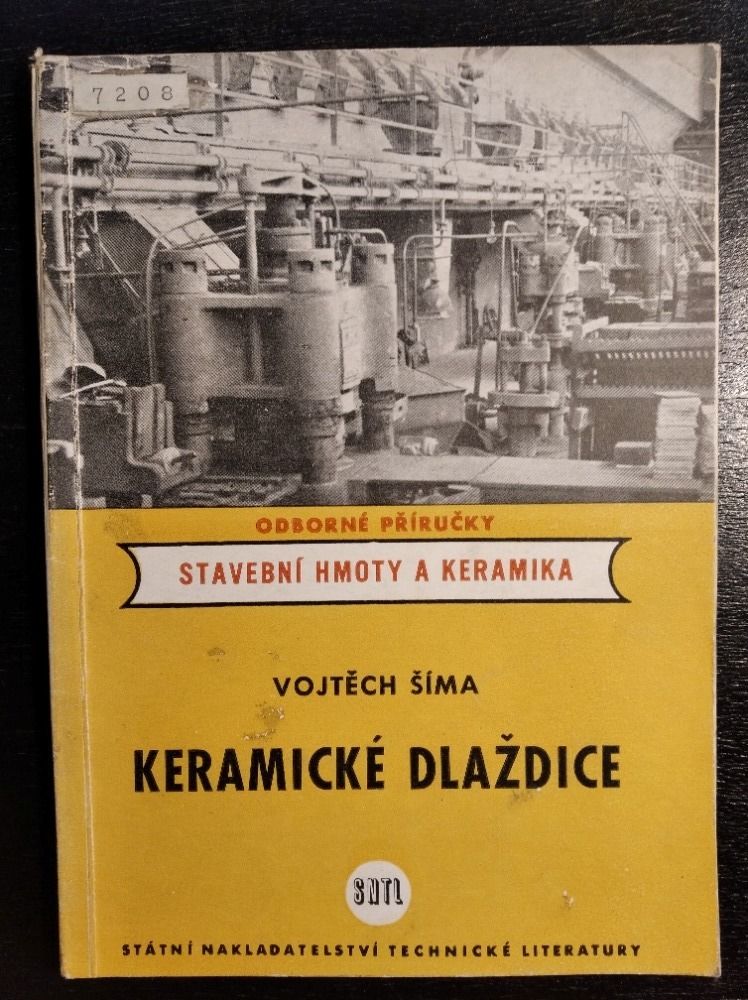 7208
ODBORNÉ PŘÍRUČKY
STAVEBNÍ HMOTY A KERAMIKA
VOJTĚCH ŠÍMA
KERAMICKÉ DLAŽDICE
SNTL
STÁTNÍ NAKLADATELSTVÍ TECHNICKÉ LITERATURY